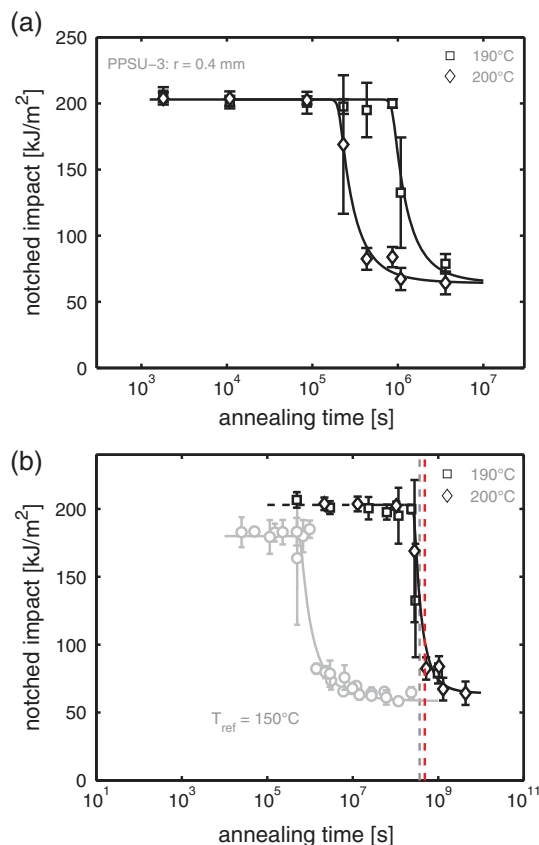 (a)
250
200
150
100
50
0
notched impact [kJ/m²]
PPSU−3: r = 0.4 mm
190°C
200°C
10³ 10⁴ 10⁵ 10⁶ 10⁷
annealing time [s]
(b)
250
200
150
100
50
0
notched impact [kJ/m²]
190°C
200°C
T_ref = 150°C
10¹ 10³ 10⁵ 10⁷ 10⁹ 10¹¹
annealing time [s]